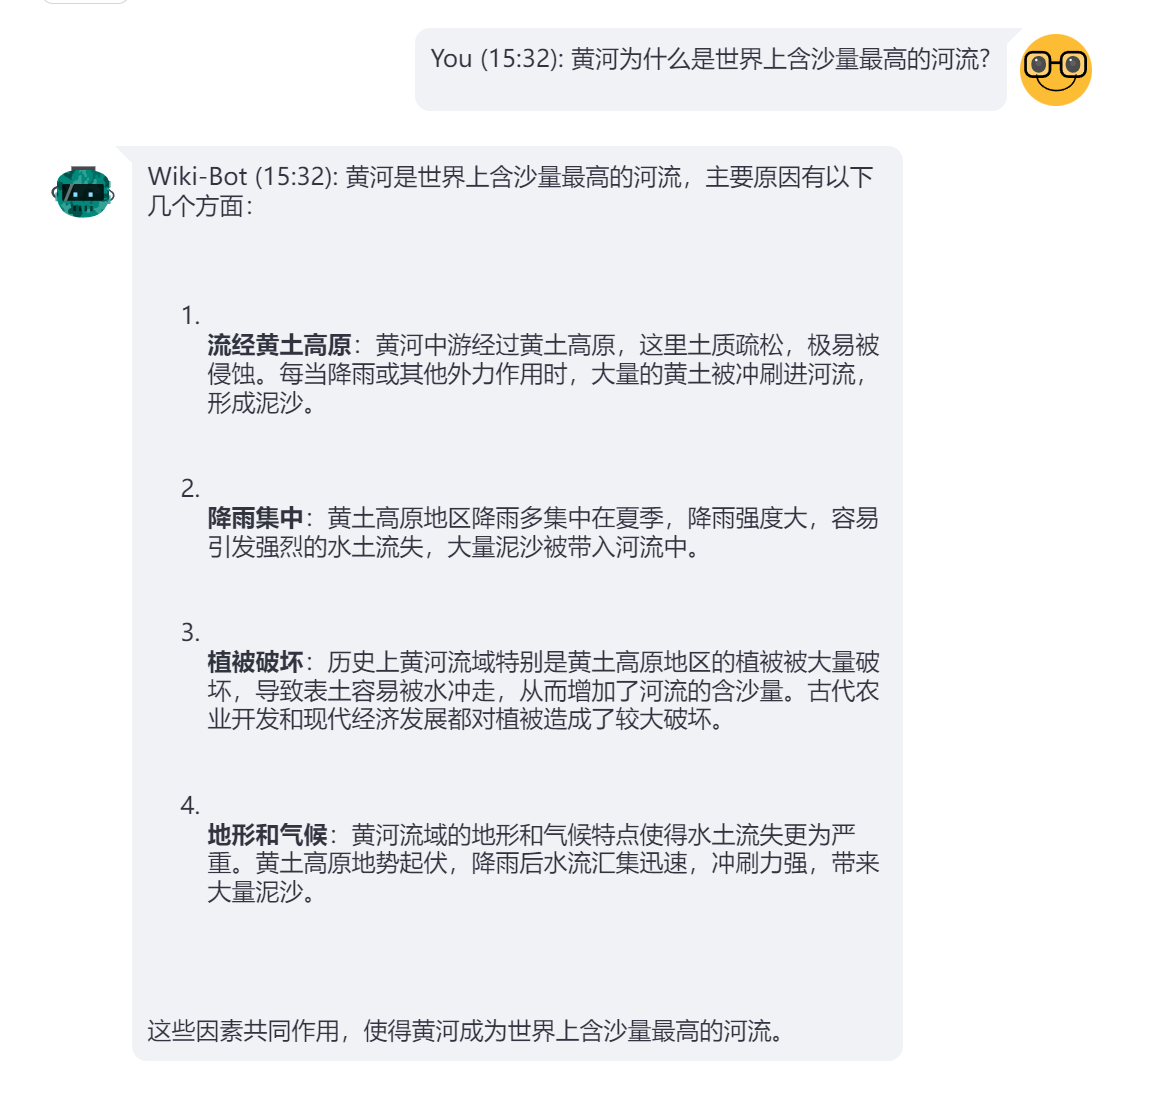 You (15:32): 黄河为什么是世界上含沙量最高的河流?
Wiki-Bot (15:32): 黄河是世界上含沙量最高的河流，主要原因有以下
几个方面：
1.
流经黄土高原：黄河中游经过黄土高原，这里土质疏松，极易被
侵蚀。每当降雨或其他外力作用时，大量的黄土被冲刷进河流，
形成泥沙。
2.
降雨集中：黄土高原地区降雨多集中在夏季，降雨强度大，容易
引发强烈的水土流失，大量泥沙被带入河流中。
3.
植被破坏：历史上黄河流域特别是黄土高原地区的植被被大量破
坏，导致表土容易被水冲走，从而增加了河流的含沙量。古代农
业开发和现代经济发展都对植被造成了较大破坏。
4.
地形和气候：黄河流域的地形和气候特点使得水土流失更为严
重。黄土高原地势起伏，降雨后水流汇集迅速，冲刷力强，带来
大量泥沙。
这些因素共同作用，使得黄河成为世界上含沙量最高的河流。